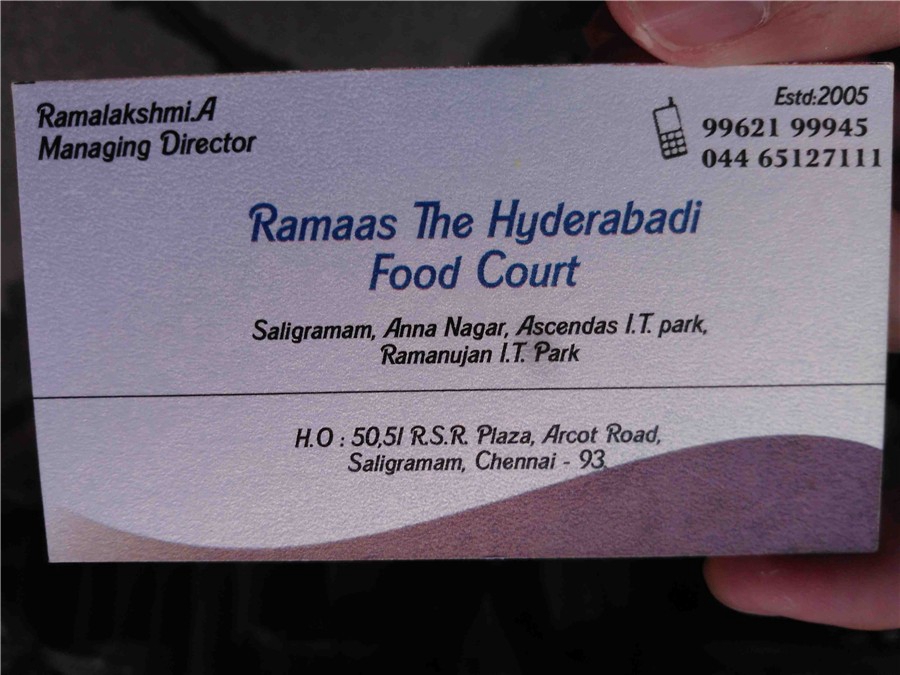 Ramalakshmi.A
Managing Director
Estd:2005
99621 99945
044 65127111
Ramaas The Hyderabadi
Food Court
Saligramam, Anna Nagar, Ascendas I.T. park,
Ramanujan I.T. Park
H.O : 50,51 R.S.R. Plaza, Arcot Road,
Saligramam, Chennai - 93.